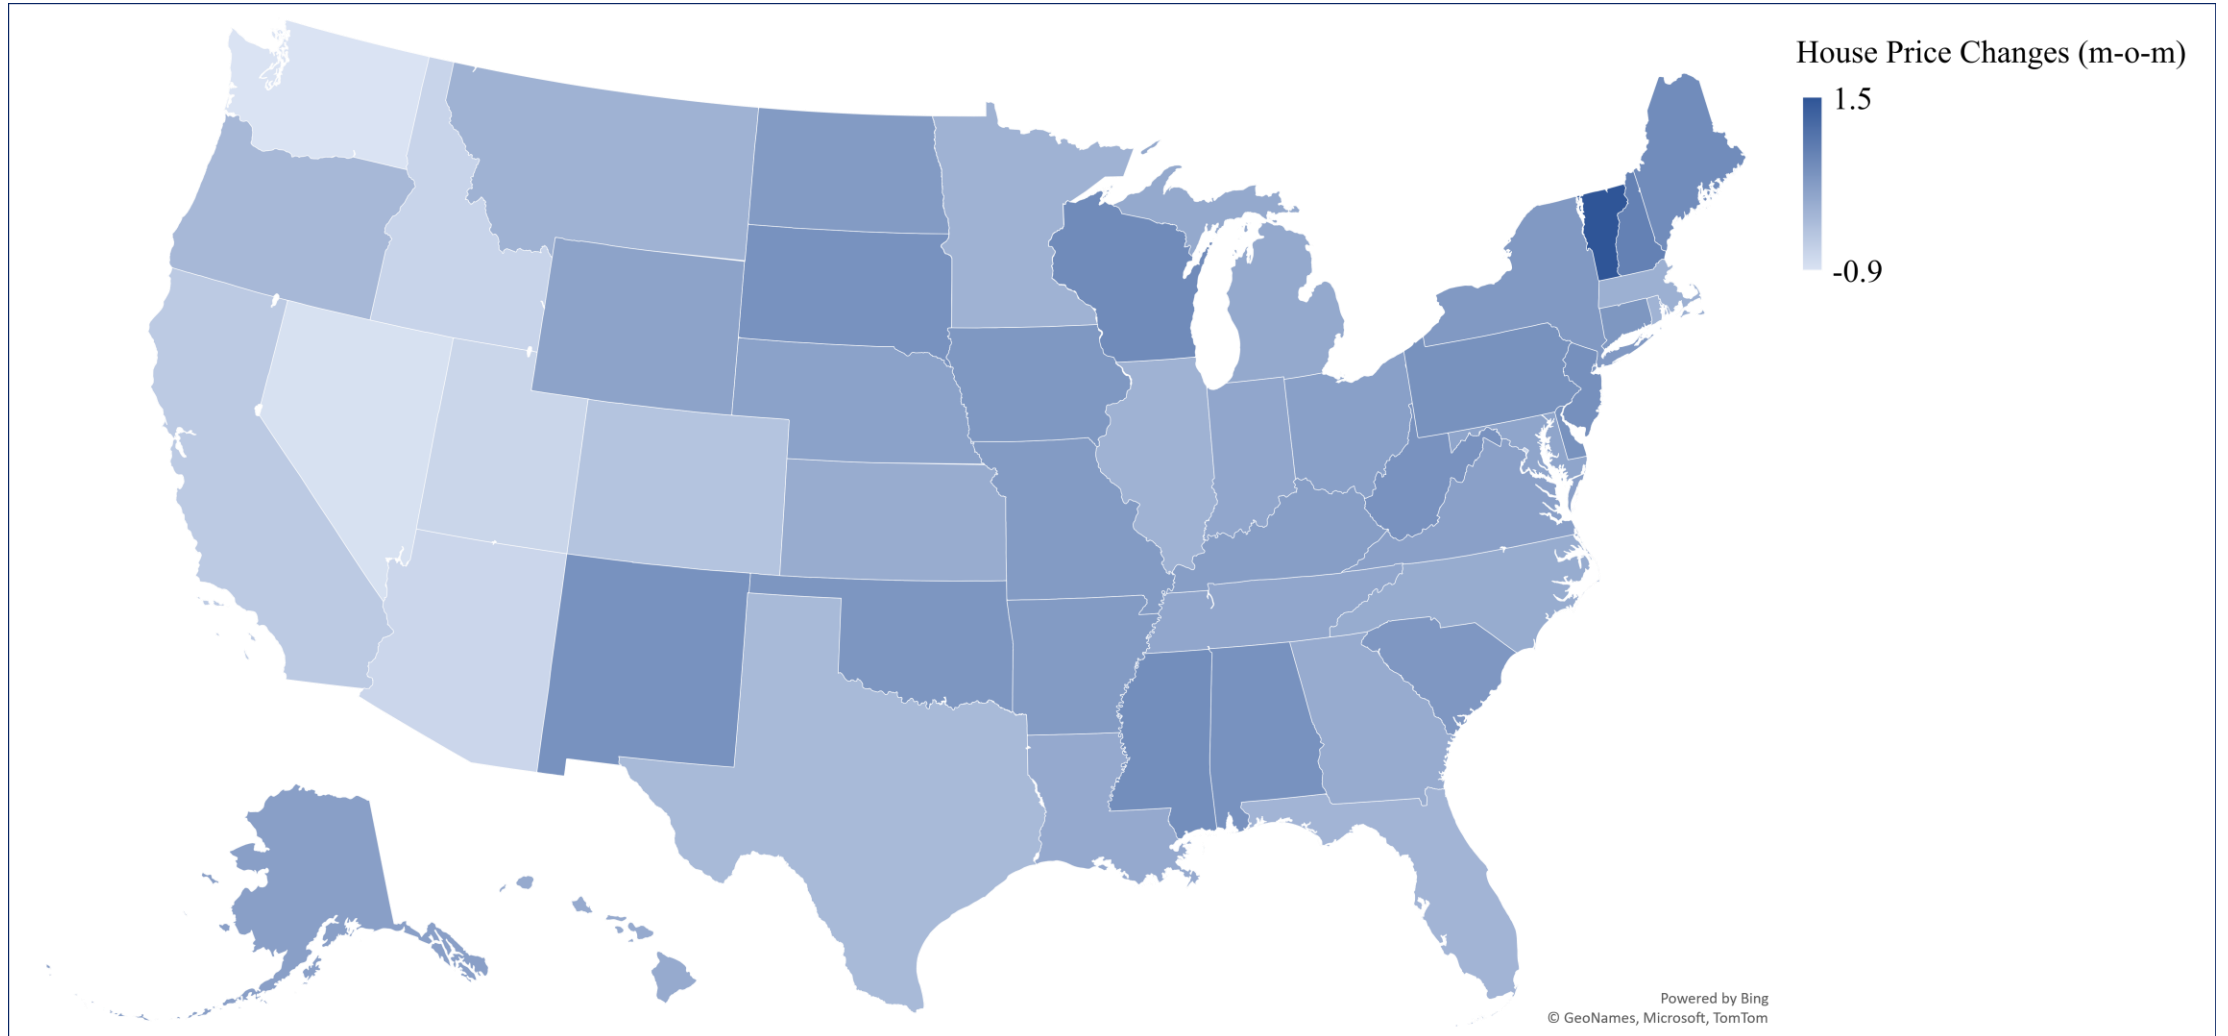 House Price Changes (m-o-m)
1.5
-0.9
Powered by Bing
© GeoNames, Microsoft, TomTom